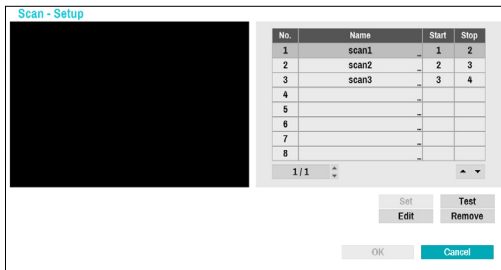 Scan - Setup
No. Name Start Stop
1 scan1 ... 1 2
2 scan2 ... 2 3
3 scan3 ... 3 4
4 ...
5 ...
6 ...
7 ...
8 ...
1 / 1
Set Test
Edit Remove
OK Cancel